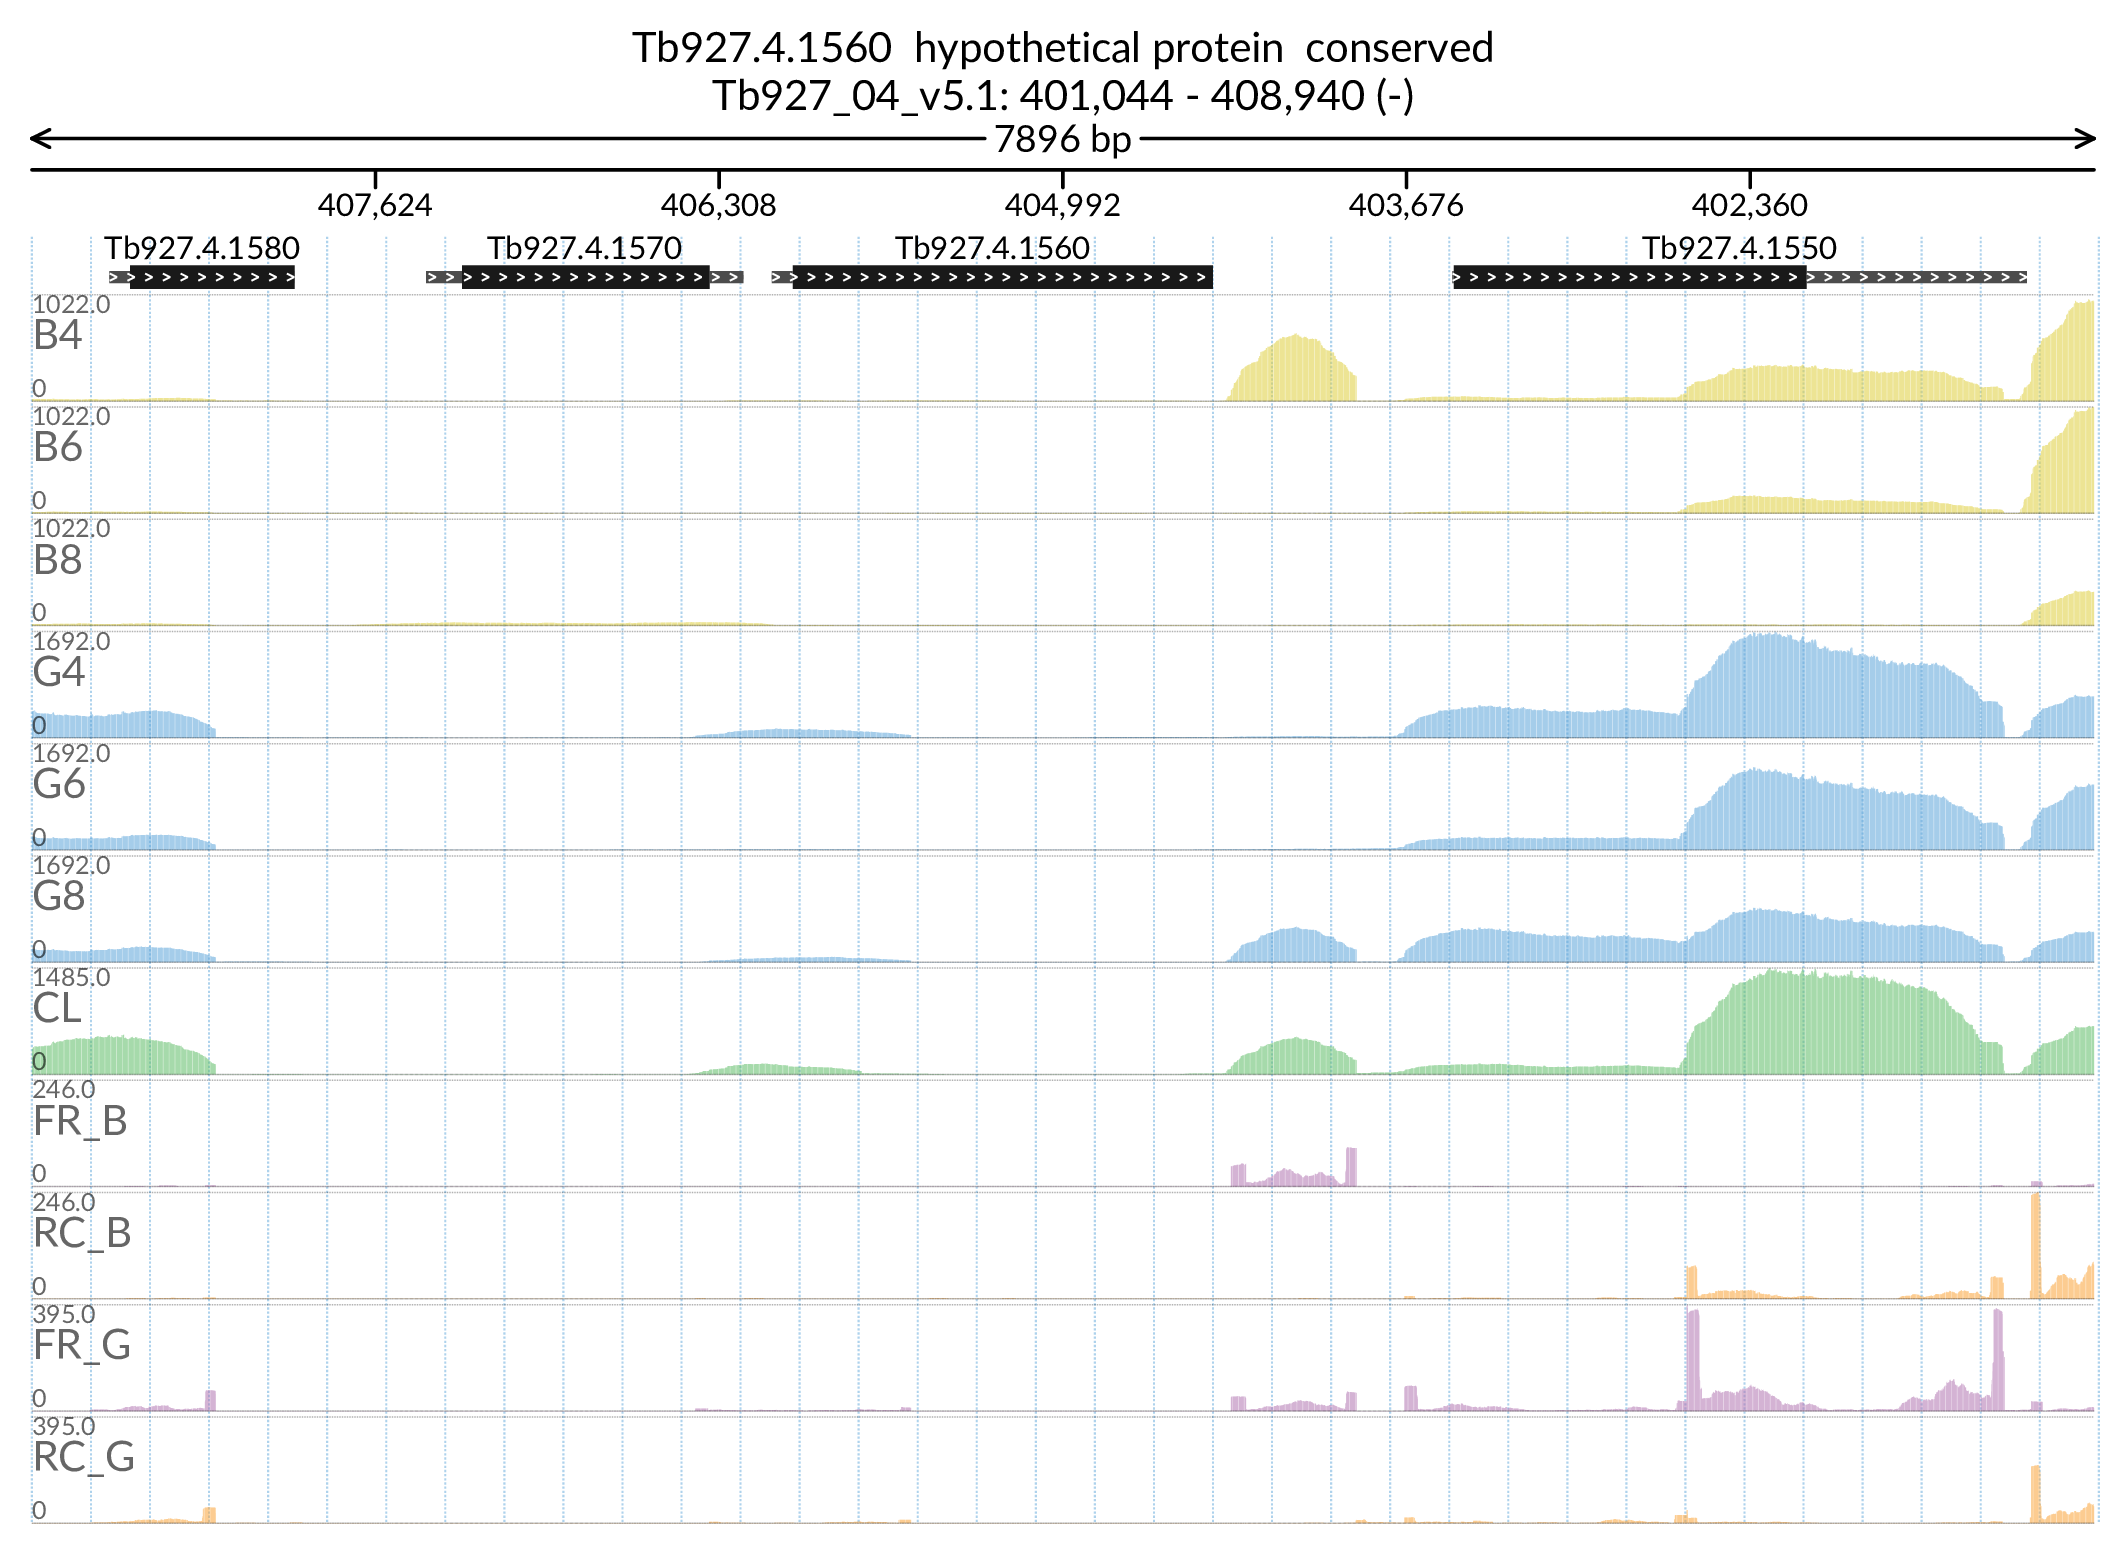 Tb927.4.1560  hypothetical protein  conserved
Tb927_04_v5.1: 401,044 - 408,940 (-)
7896 bp
407,624 406,308 404,992 403,676 402,360
Tb927.4.1580 Tb927.4.1570 Tb927.4.1560 Tb927.4.1550
1022.0
B4
0
1022.0
B6
0
1022.0
B8
0
1692.0
G4
0
1692.0
G6
0
1692.0
G8
0
1485.0
CL
0
246.0
FR_B
0
246.0
RC_B
0
395.0
FR_G
0
395.0
RC_G
0